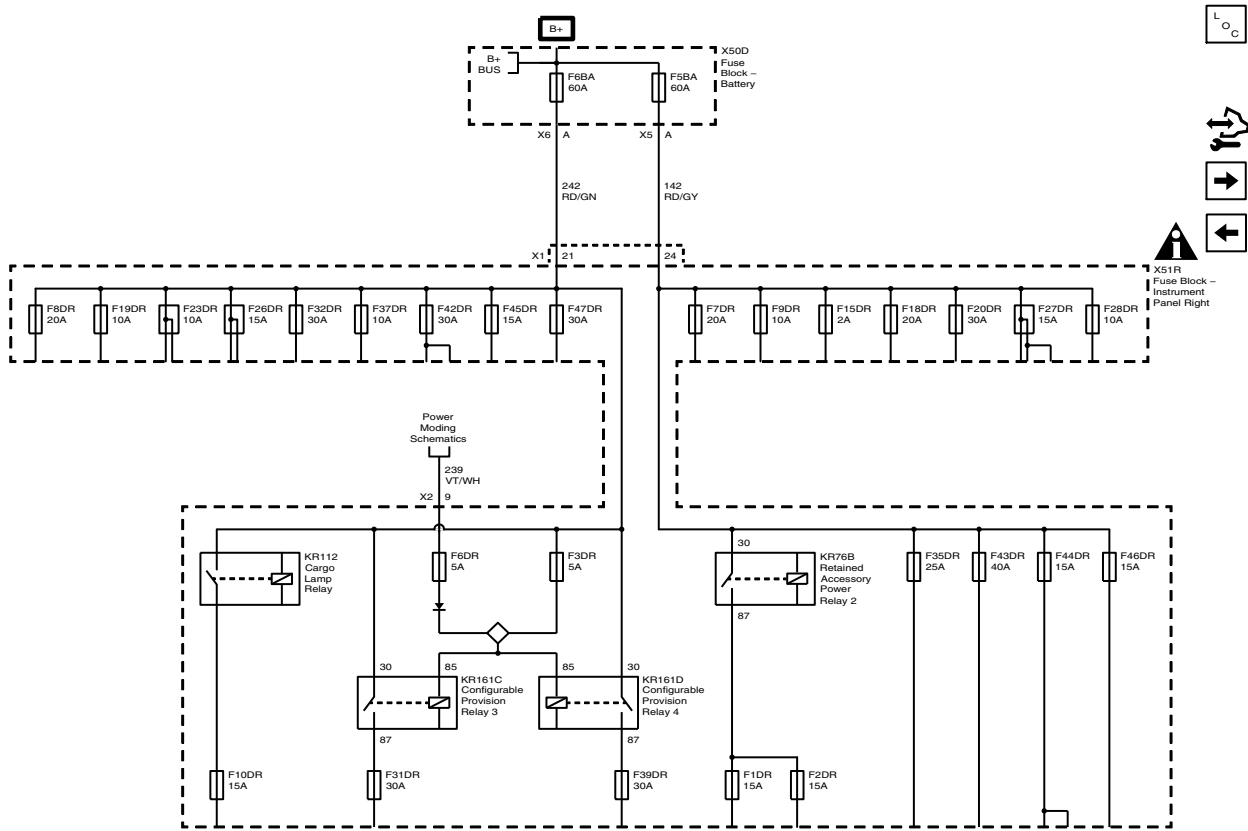 L
O
C
B+
B+
BUS
F6BA
60A
F5BA
60A
X50D
Fuse
Block –
Battery
X6 A
X5 A
242
RD/GN
142
RD/GY
X1 21
24
X51R
Fuse Block –
Instrument
Panel Right
F8DR
20A
F19DR
10A
F23DR
10A
F26DR
15A
F32DR
30A
F37DR
10A
F42DR
30A
F45DR
15A
F47DR
30A
F7DR
20A
F9DR
10A
F15DR
2A
F18DR
20A
F20DR
30A
F27DR
15A
F28DR
10A
Power
Moding
Schematics
239
VT/WH
X2 9
KR112
Cargo
Lamp
Relay
F6DR
5A
F3DR
5A
30
KR76B
Retained
Accessory
Power
Relay 2
87
F35DR
25A
F43DR
40A
F44DR
15A
F46DR
15A
30 85
KR161C
Configurable
Provision
Relay 3
87
85 30
KR161D
Configurable
Provision
Relay 4
87
F10DR
15A
F31DR
30A
F39DR
30A
F1DR
15A
F2DR
15A